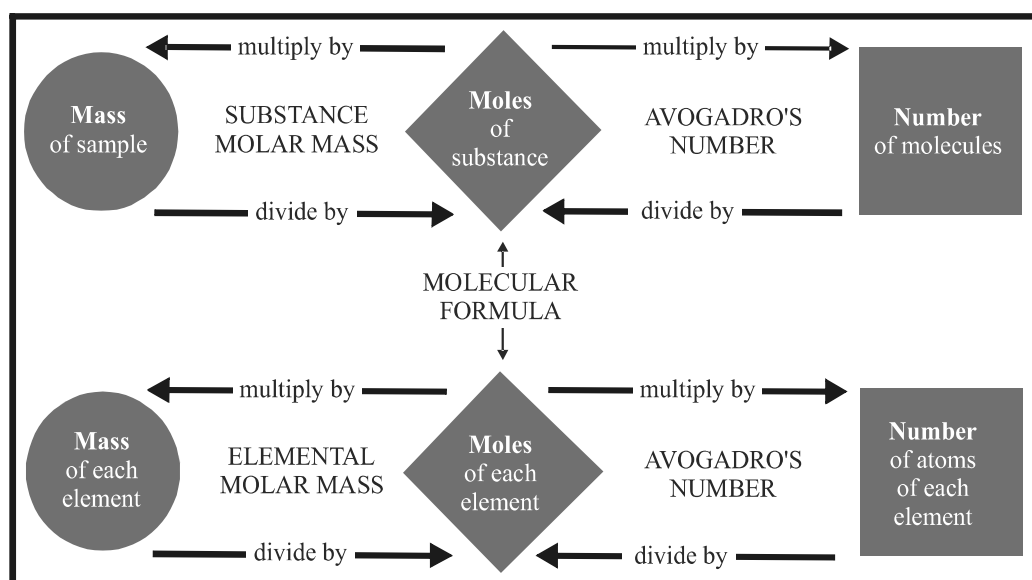 multiply by
multiply by
Mass
of sample
SUBSTANCE
MOLAR MASS
Moles
of
substance
AVOGADRO'S
NUMBER
Number
of molecules
divide by
divide by
MOLECULAR
FORMULA
multiply by
multiply by
Mass
of each
element
ELEMENTAL
MOLAR MASS
Moles
of each
element
AVOGADRO'S
NUMBER
Number
of atoms
of each
element
divide by
divide by